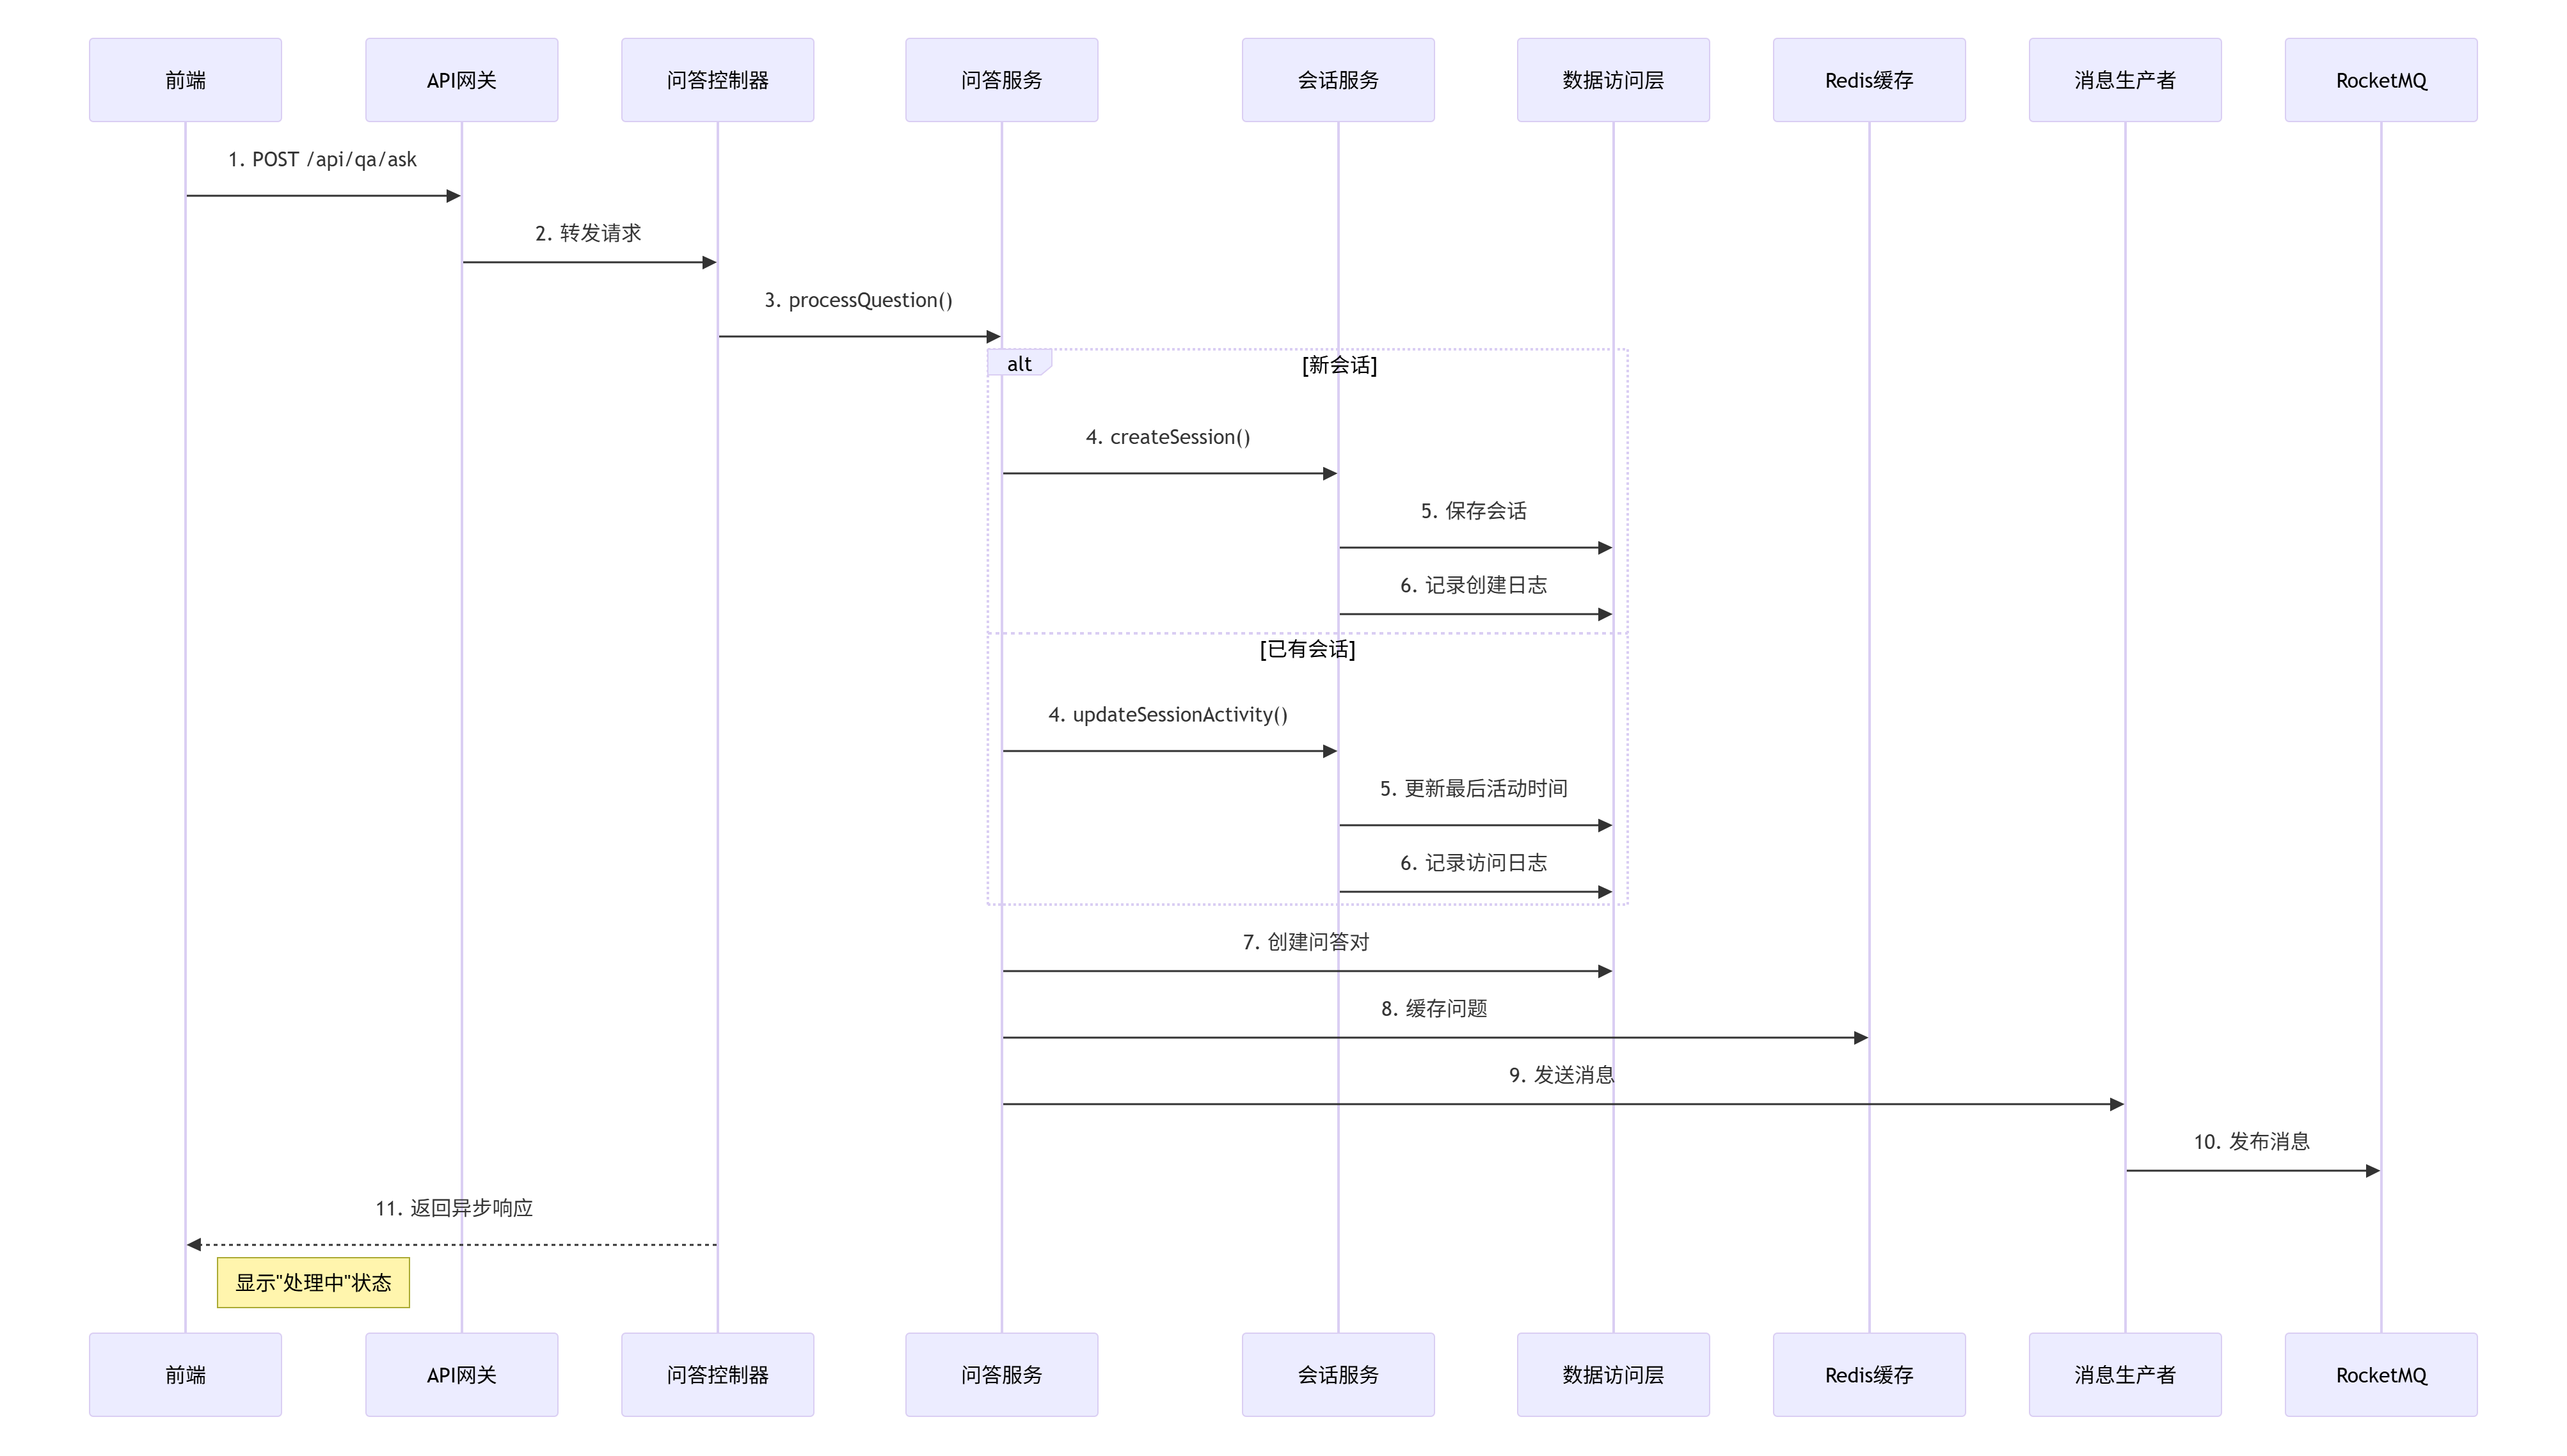 前端
API网关
问答控制器
问答服务
会话服务
数据访问层
Redis缓存
消息生产者
RocketMQ
1. POST /api/qa/ask
2. 转发请求
3. processQuestion()
alt
[新会话]
4. createSession()
5. 保存会话
6. 记录创建日志
[已有会话]
4. updateSessionActivity()
5. 更新最后活动时间
6. 记录访问日志
7. 创建问答对
8. 缓存问题
9. 发送消息
10. 发布消息
11. 返回异步响应
显示"处理中"状态
前端
API网关
问答控制器
问答服务
会话服务
数据访问层
Redis缓存
消息生产者
RocketMQ